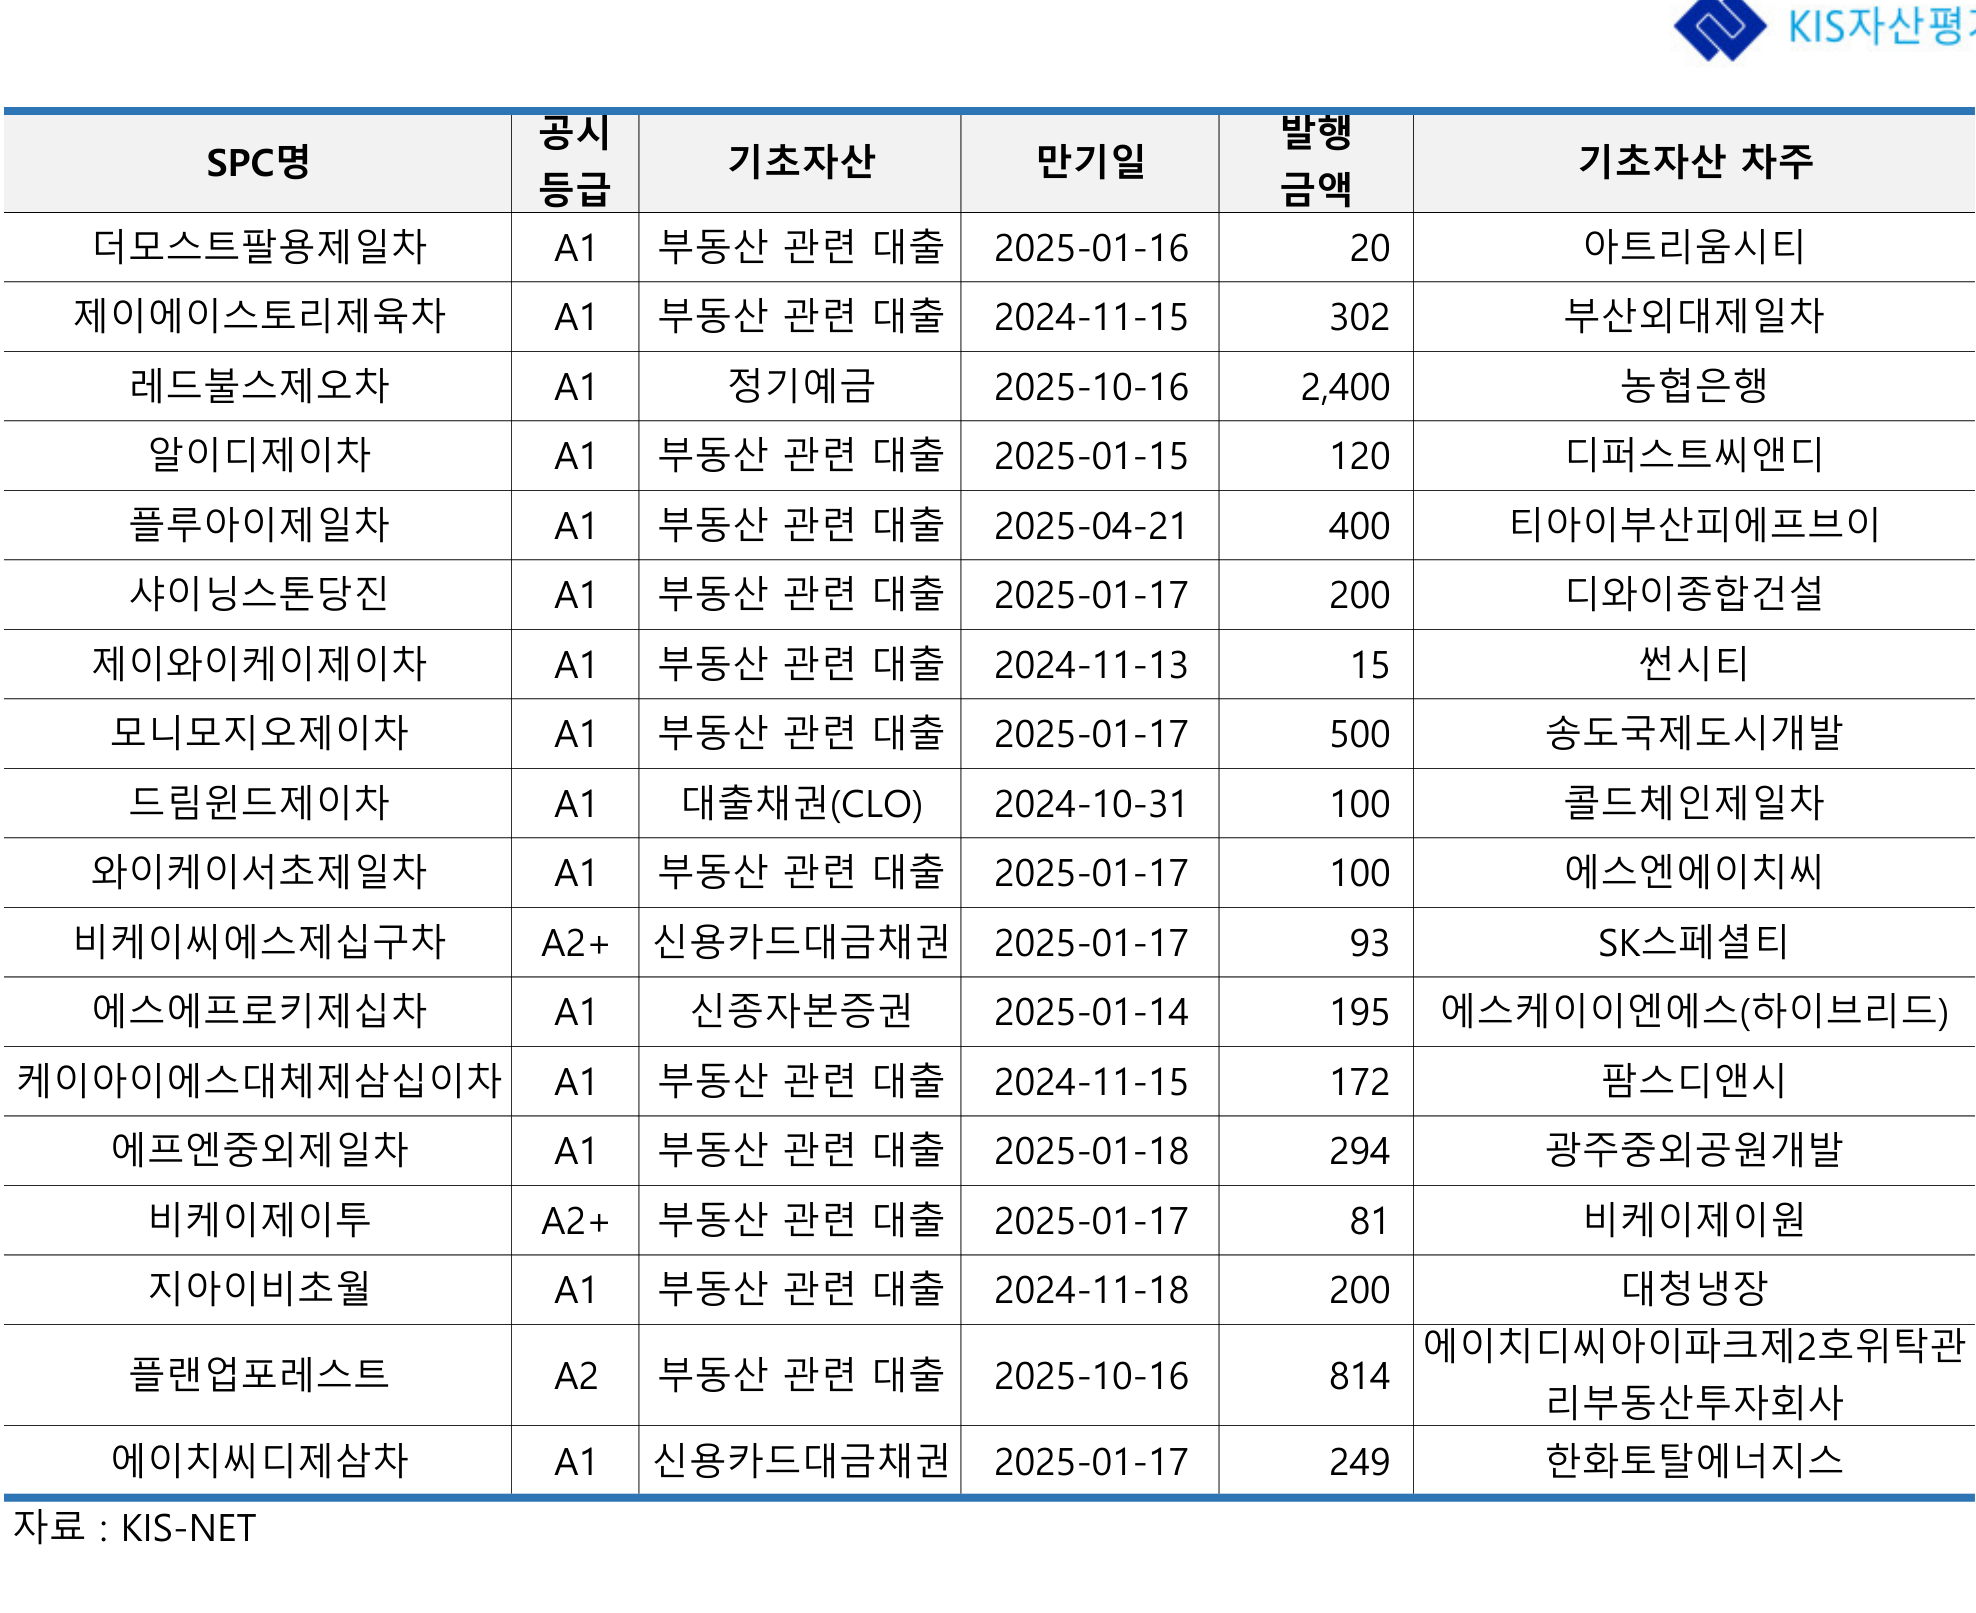 KIS자산평
SPC명 공시 등급 기초자산 만기일 발행 금액 기초자산 차주
더모스트팔용제일차 A1 부동산 관련 대출 2025-01-16 20 아트리움시티
제이에이스토리제육차 A1 부동산 관련 대출 2024-11-15 302 부산외대제일차
레드불스제오차 A1 정기예금 2025-10-16 2,400 농협은행
알이디제이차 A1 부동산 관련 대출 2025-01-15 120 디퍼스트씨앤디
플루아이제일차 A1 부동산 관련 대출 2025-04-21 400 티아이부산피에프브이
샤이닝스톤당진 A1 부동산 관련 대출 2025-01-17 200 디와이종합건설
제이와이케이제이차 A1 부동산 관련 대출 2024-11-13 15 썬시티
모니모지오제이차 A1 부동산 관련 대출 2025-01-17 500 송도국제도시개발
드림윈드제이차 A1 대출채권(CLO) 2024-10-31 100 콜드체인제일차
와이케이서초제일차 A1 부동산 관련 대출 2025-01-17 100 에스엔에이치씨
비케이씨에스제십구차 A2+ 신용카드대금채권 2025-01-17 93 SK스페셜티
에스에프로키제십차 A1 신종자본증권 2025-01-14 195 에스케이이엔에스(하이브리드)
케이아이에스대체제삼십이차 A1 부동산 관련 대출 2024-11-15 172 팜스디앤시
에프엔중외제일차 A1 부동산 관련 대출 2025-01-18 294 광주중외공원개발
비케이제이투 A2+ 부동산 관련 대출 2025-01-17 81 비케이제이원
지아이비초월 A1 부동산 관련 대출 2024-11-18 200 대청냉장
플랜업포레스트 A2 부동산 관련 대출 2025-10-16 814 에이치디씨아이파크제2호위탁관
리부동산투자회사
에이치씨디제삼차 A1 신용카드대금채권 2025-01-17 249 한화토탈에너지스
자료 : KIS-NET